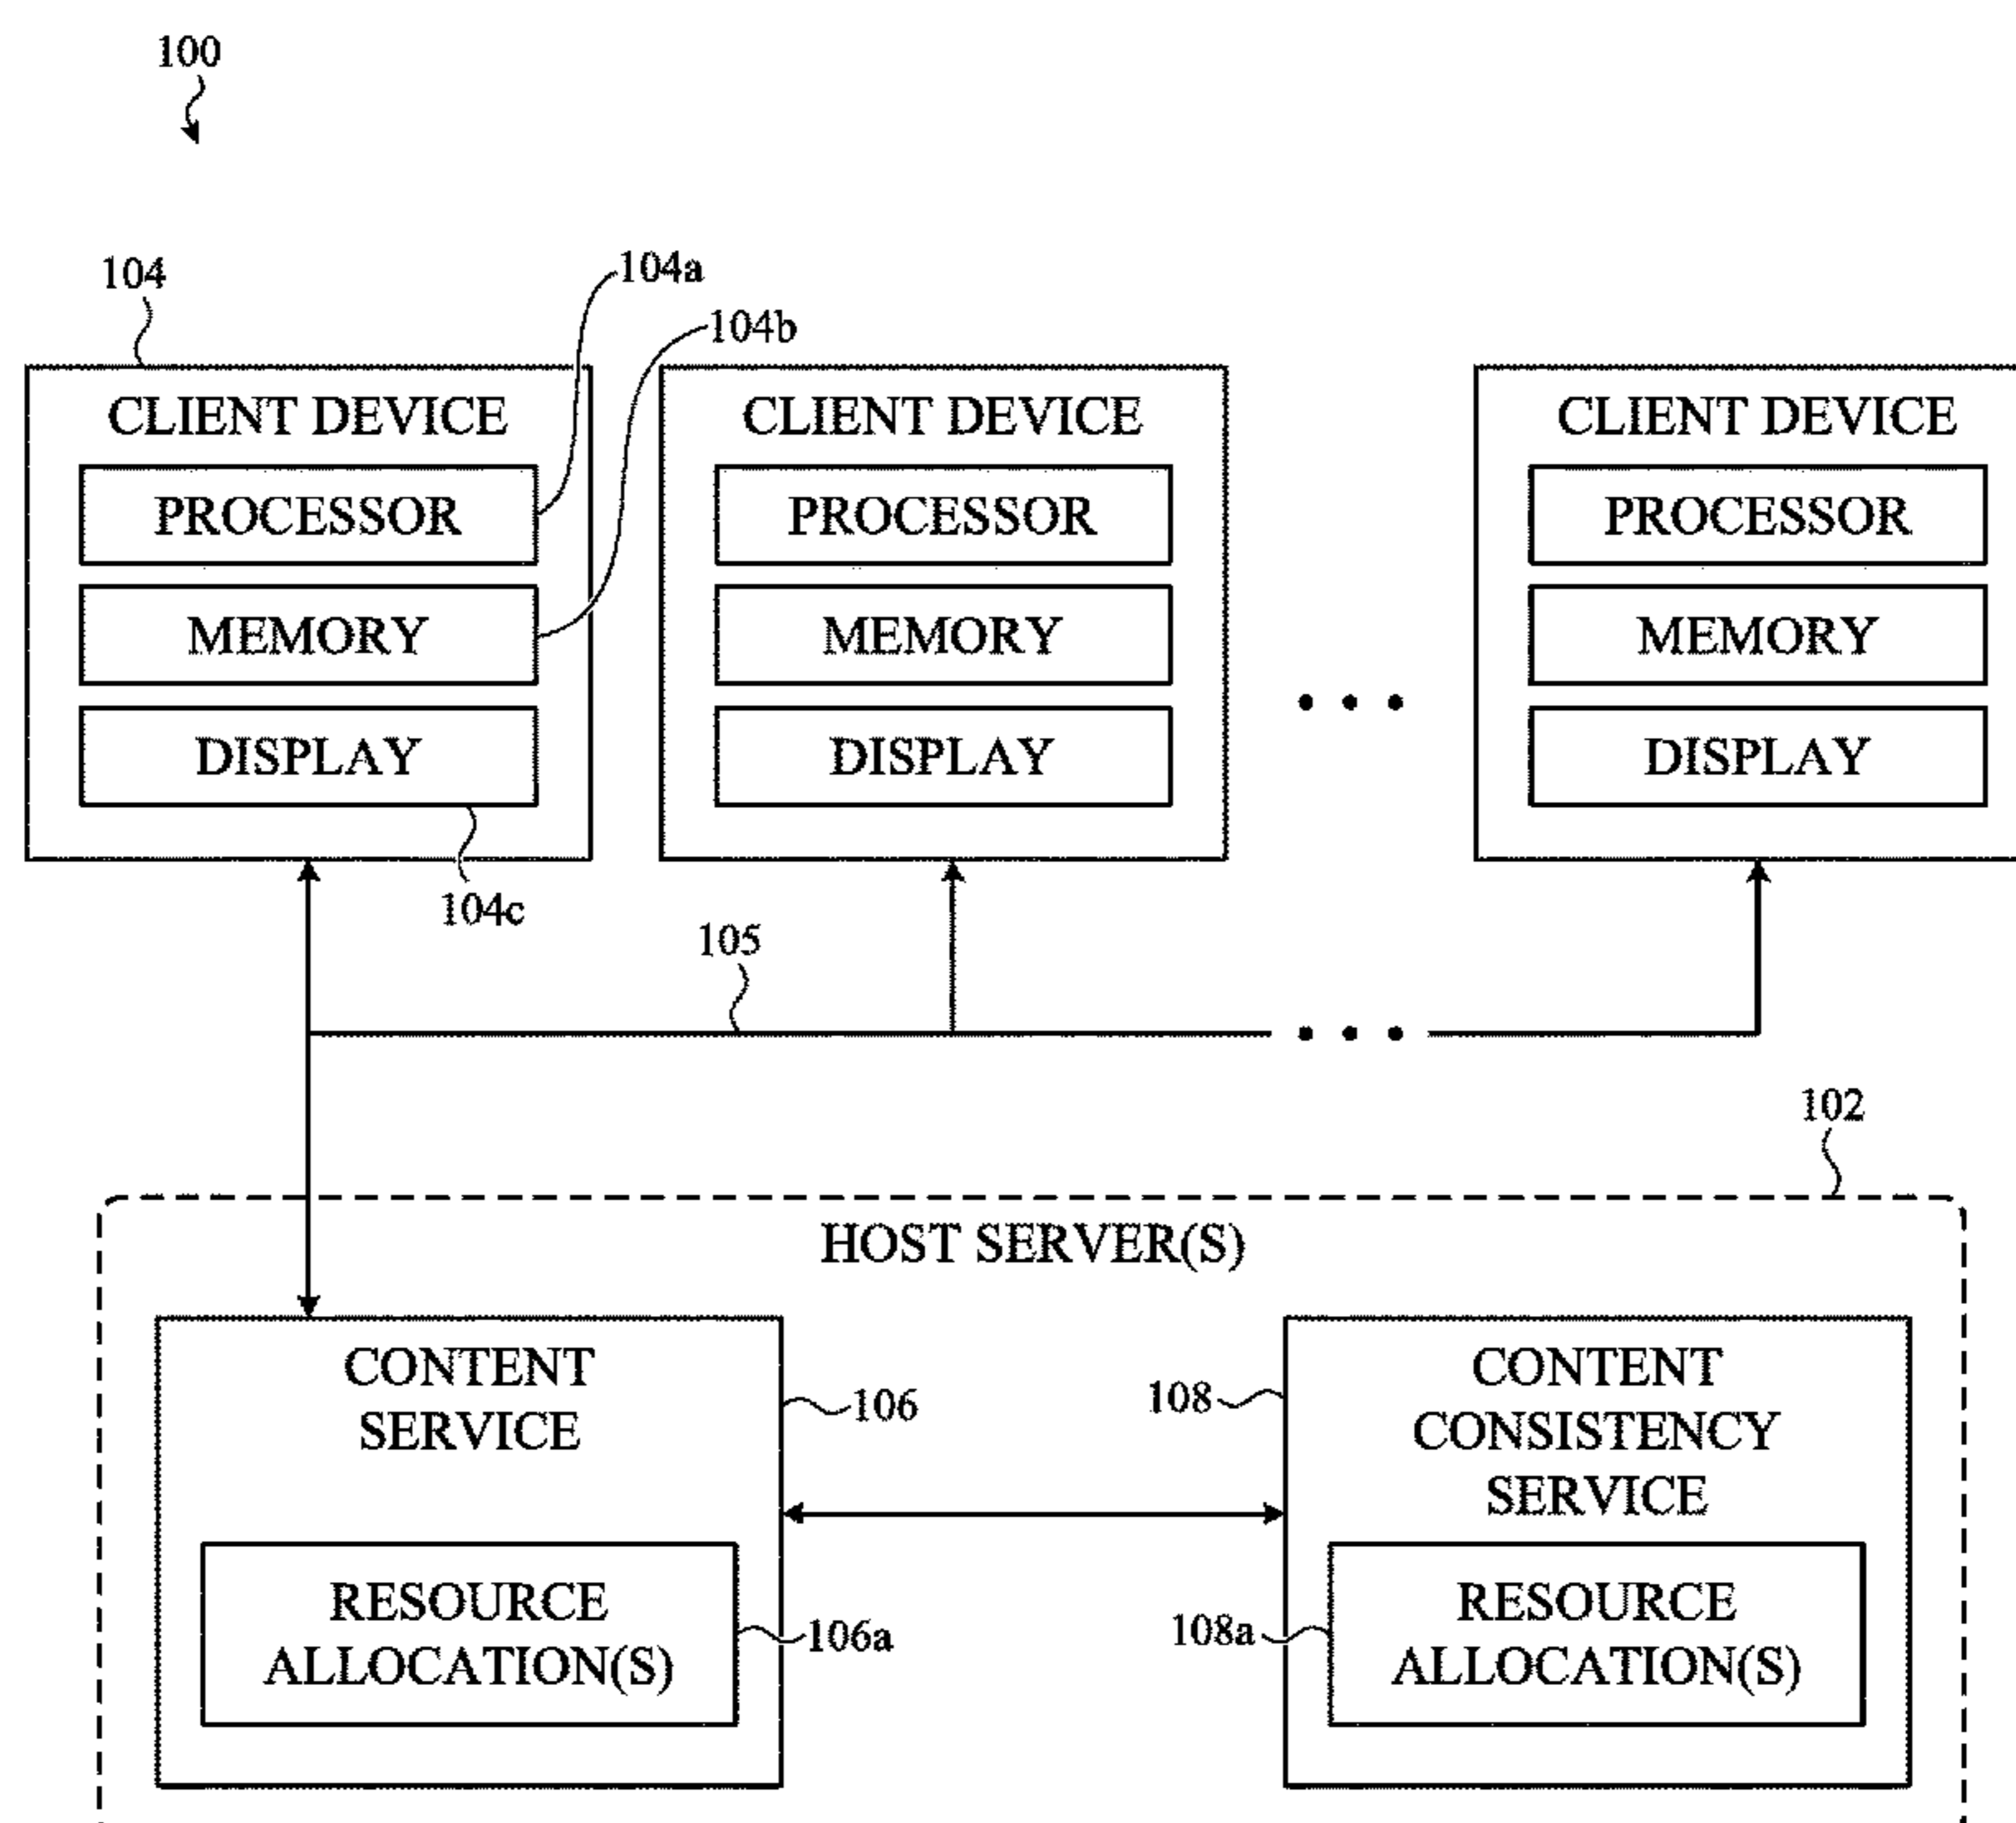 100
104
104a
104b
CLIENT DEVICE
PROCESSOR
MEMORY
DISPLAY
104c
CLIENT DEVICE
PROCESSOR
MEMORY
DISPLAY
• • •
CLIENT DEVICE
PROCESSOR
MEMORY
DISPLAY
105
• • •
102
HOST SERVER(S)
CONTENT
SERVICE
106
RESOURCE
ALLOCATION(S)
106a
108
CONTENT
CONSISTENCY
SERVICE
108a
RESOURCE
ALLOCATION(S)